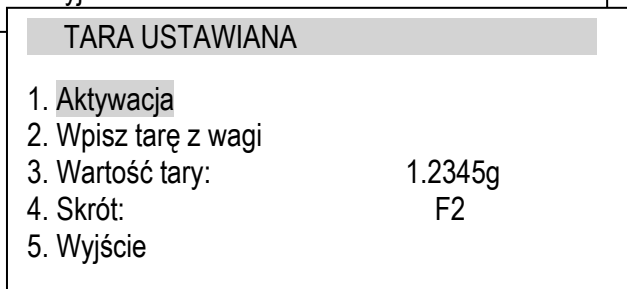 TARA USTAWIANA
1. Aktywacja
2. Wpisz tarę z wagi
3. Wartość tary: 1.2345g
4. Skrót: F2
5. Wyjście